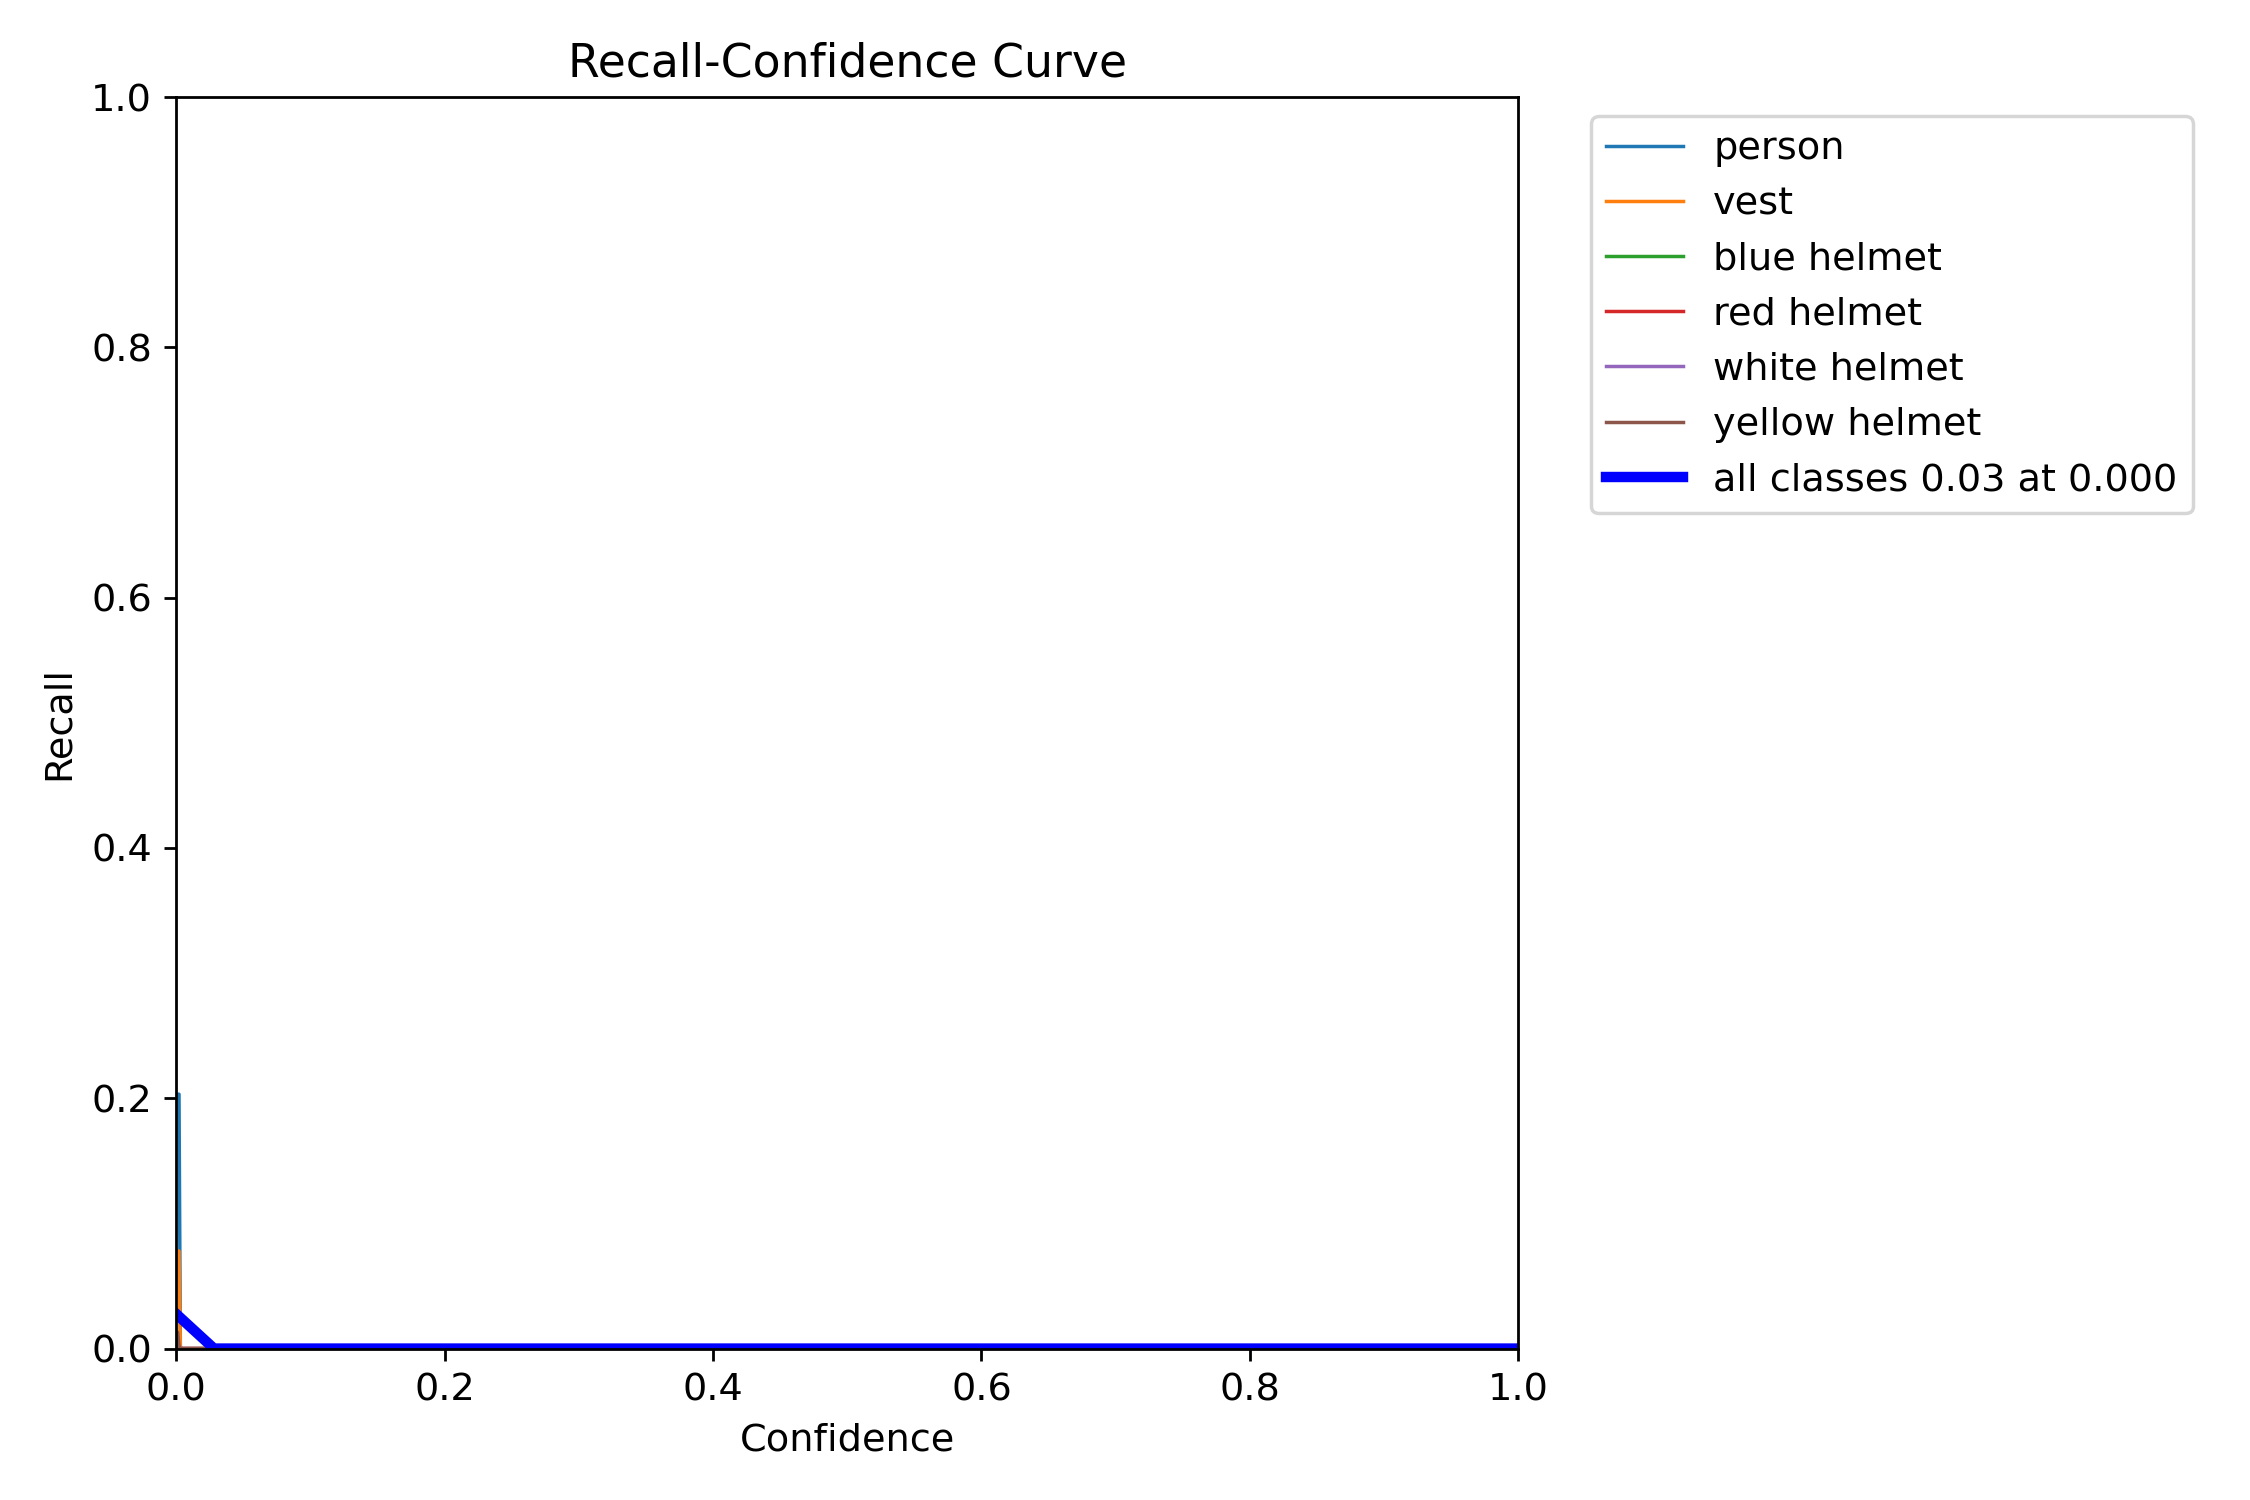 Recall-Confidence Curve
1.0
0.8
0.6
0.4
0.2
0.0
Recall
0.0 0.2 0.4 0.6 0.8 1.0
Confidence
person
vest
blue helmet
red helmet
white helmet
yellow helmet
all classes 0.03 at 0.000